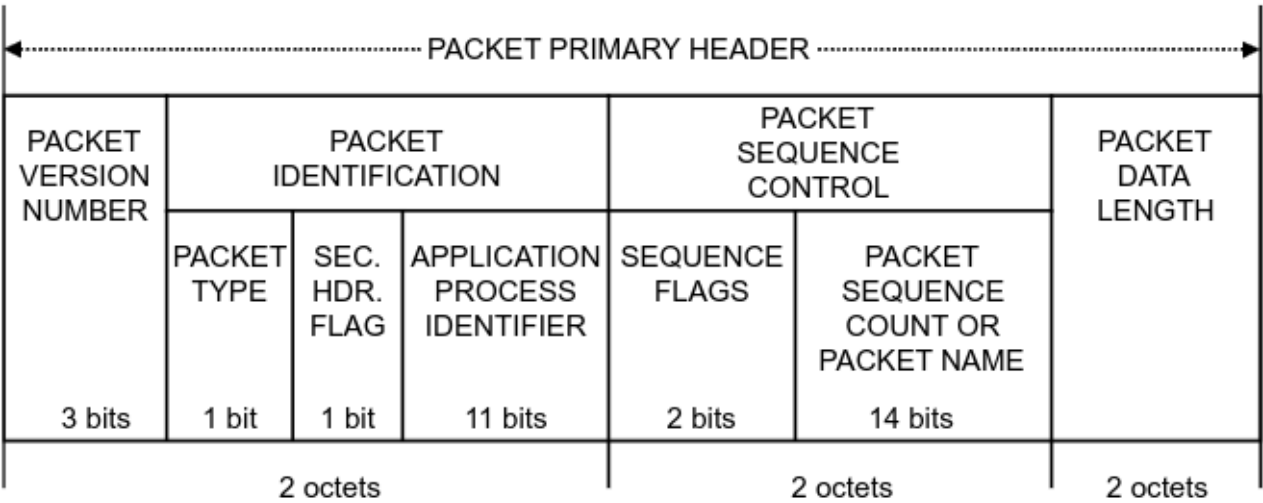 PACKET PRIMARY HEADER
PACKET
VERSION
NUMBER
3 bits
PACKET
IDENTIFICATION
PACKET
TYPE
1 bit
SEC.
HDR.
FLAG
1 bit
APPLICATION
PROCESS
IDENTIFIER
11 bits
PACKET
SEQUENCE
CONTROL
SEQUENCE
FLAGS
2 bits
PACKET
SEQUENCE
COUNT OR
PACKET NAME
14 bits
PACKET
DATA
LENGTH
2 octets
2 octets
2 octets